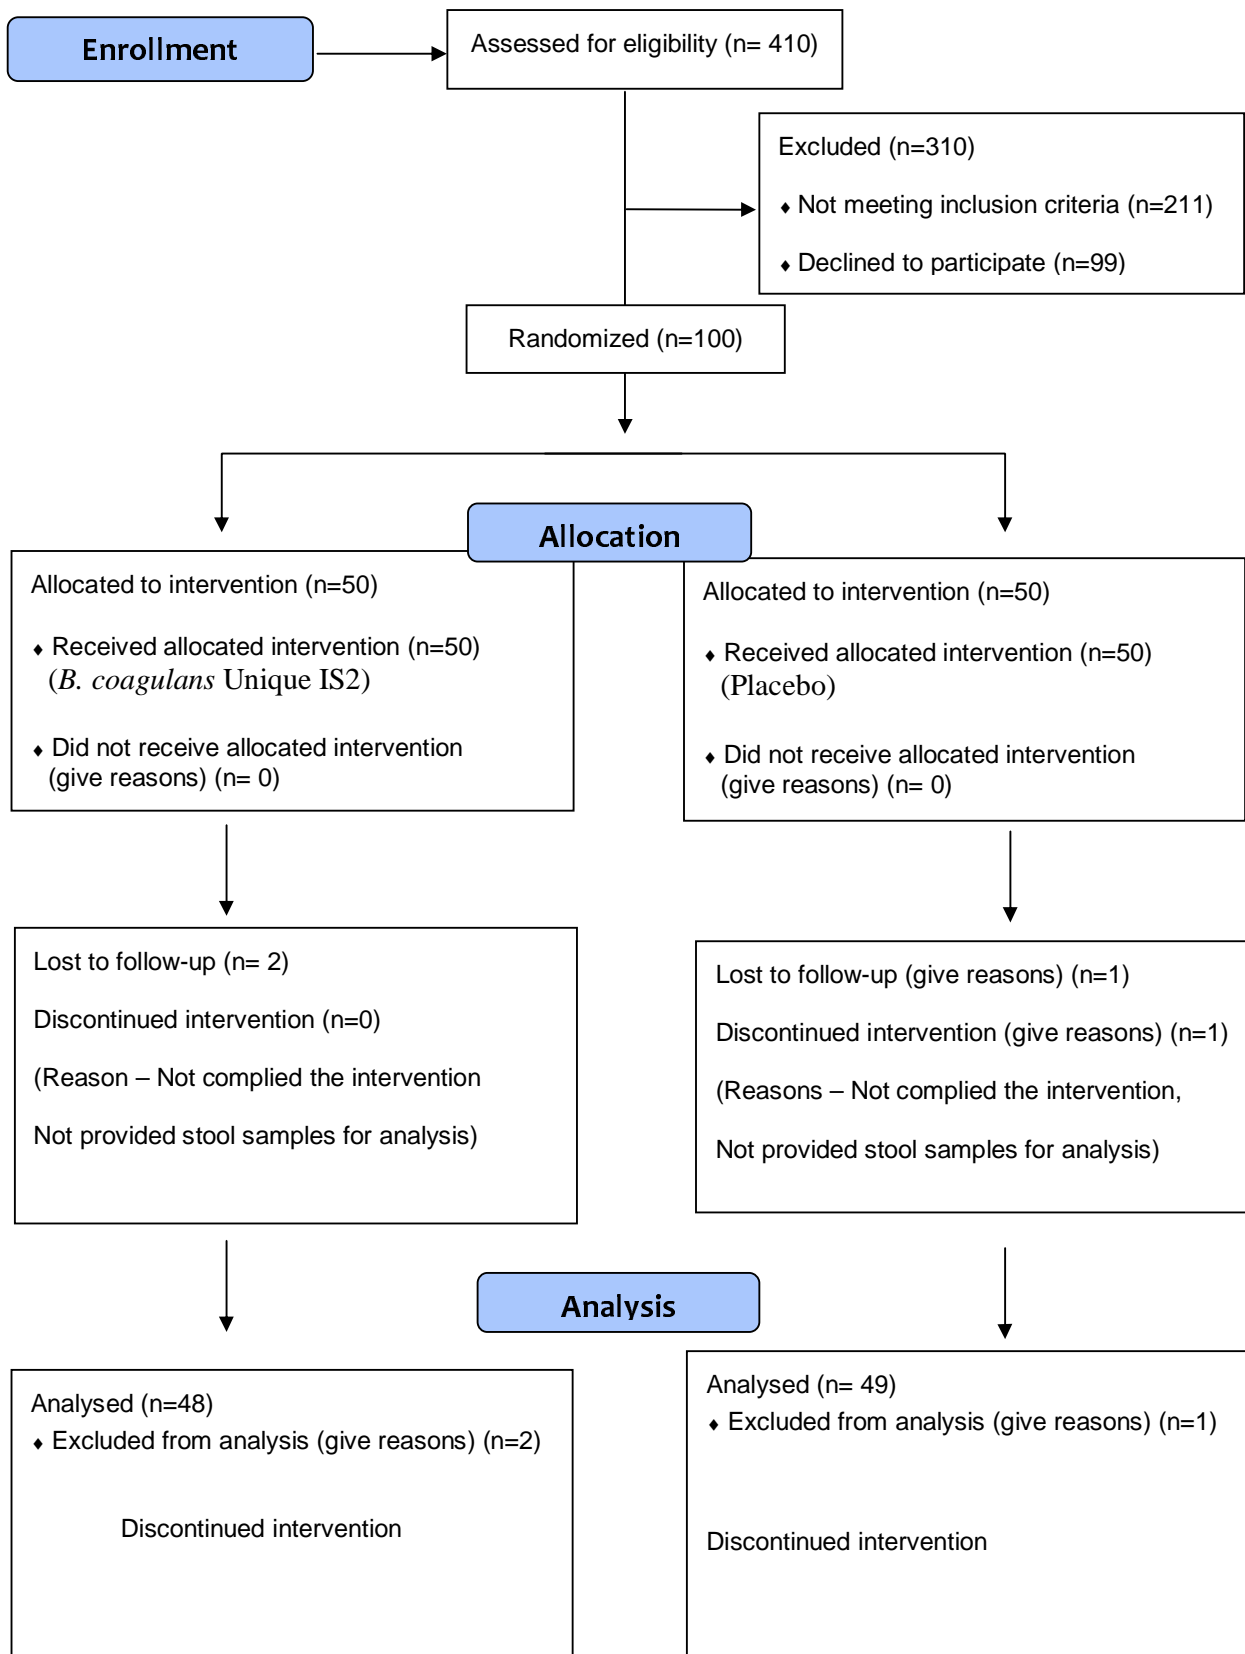 Enrollment
Assessed for eligibility (n= 410)
Excluded (n=310)
♦ Not meeting inclusion criteria (n=211)
♦ Declined to participate (n=99)
Randomized (n=100)
Allocation
Allocated to intervention (n=50)
♦ Received allocated intervention (n=50)
(B. coagulans Unique IS2)
♦ Did not receive allocated intervention
(give reasons) (n= 0)
Allocated to intervention (n=50)
♦ Received allocated intervention (n=50)
(Placebo)
♦ Did not receive allocated intervention
(give reasons) (n= 0)
Lost to follow-up (n= 2)
Discontinued intervention (n=0)
(Reason – Not complied the intervention
Not provided stool samples for analysis)
Lost to follow-up (give reasons) (n=1)
Discontinued intervention (give reasons) (n=1)
(Reasons – Not complied the intervention,
Not provided stool samples for analysis)
Analysis
Analysed (n=48)
♦ Excluded from analysis (give reasons) (n=2)
Discontinued intervention
Analysed (n= 49)
♦ Excluded from analysis (give reasons) (n=1)
Discontinued intervention